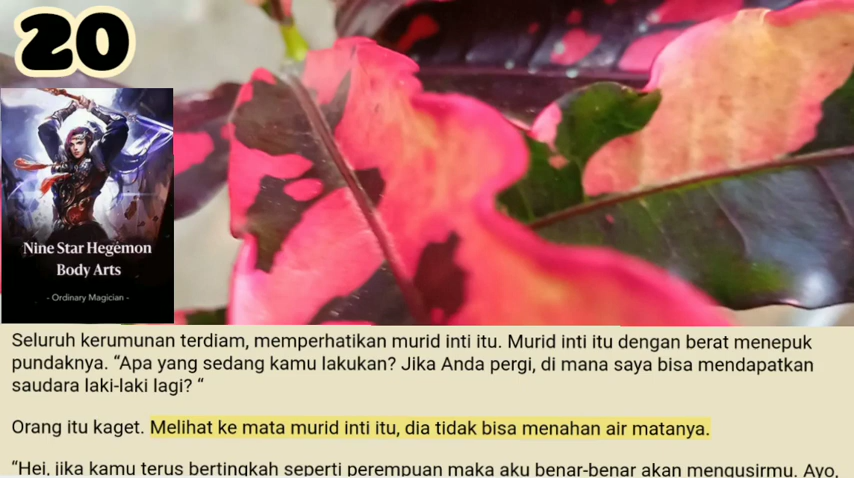 20
Nine Star Hegemon
Body Arts
- Ordinary Magician -
Seluruh kerumunan terdiam, memperhatikan murid inti itu. Murid inti itu dengan berat menepuk
pundaknya. “Apa yang sedang kamu lakukan? Jika Anda pergi, di mana saya bisa mendapatkan
saudara laki-laki lagi? “
Orang itu kaget. Melihat ke mata murid inti itu, dia tidak bisa menahan air matanya.
“Hei, jika kamu terus bertingkah seperti perempuan maka aku benar-benar akan mengusirmu. Ayo,